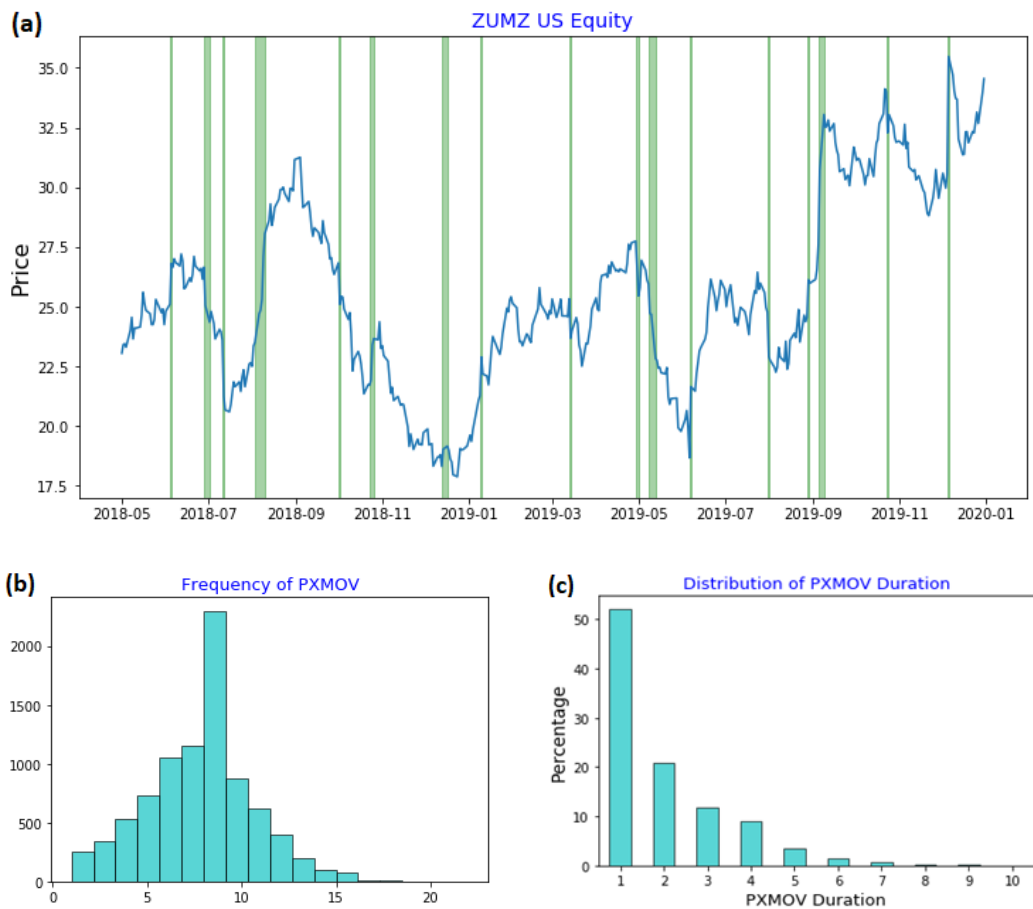 (a)
ZUMZ US Equity
Price
35.0
32.5
30.0
27.5
25.0
22.5
20.0
17.5
2018-05 2018-07 2018-09 2018-11 2019-01 2019-03 2019-05 2019-07 2019-09 2019-11 2020-01
(b)
Frequency of PXMOV
2000
1500
1000
500
0
0 5 10 15 20
(c)
Distribution of PXMOV Duration
Percentage
50
40
30
20
10
0
1 2 3 4 5 6 7 8 9 10
PXMOV Duration